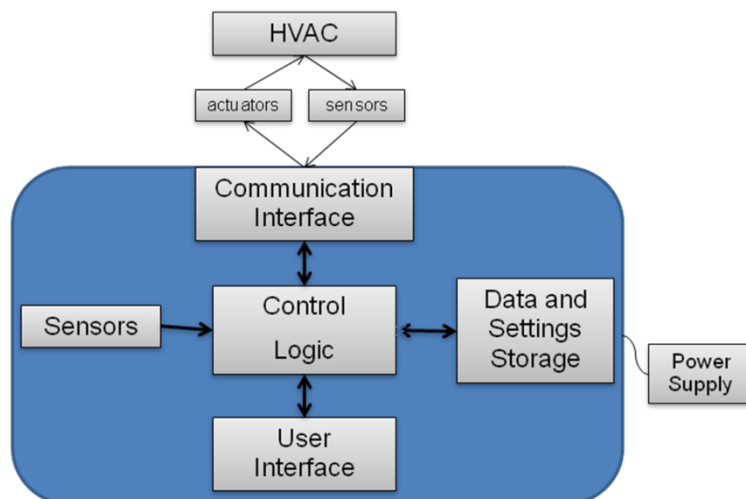 HVAC
actuators
sensors
Communication
Interface
Sensors
Control
Logic
Data and
Settings
Storage
Power
Supply
User
Interface